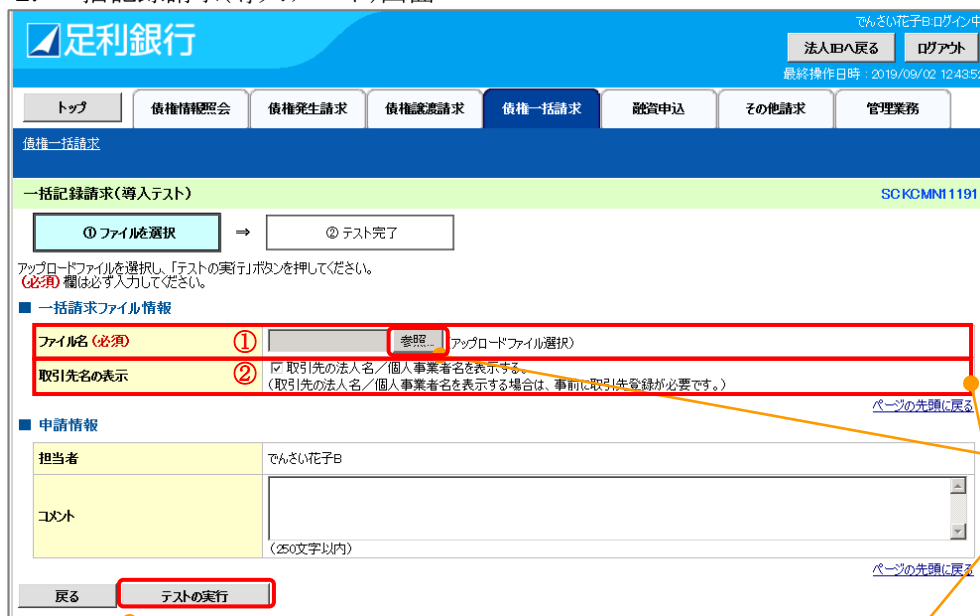 足利銀行
でんさい花子B:ログイン中
法人IBへ戻る ログアウト
最終操作日時：2019/09/02 12:43:52
トップ 債権情報照会 債権発生請求 債権譲渡請求 債権一括請求 融資申込 その他請求 管理業務
債権一括請求
一括記録請求(導入テスト) SCKCMN11191
① ファイルを選択 ⇒ ② テスト完了
アップロードファイルを選択し、「テストの実行」ボタンを押してください。
(必須) 欄は必ず入力してください。
■ 一括請求ファイル情報
ファイル名 (必須) ① 参照... アップロードファイル選択)
取引先名の表示 ② ☑ 取引先の法人名／個人事業者名を表示する。
(取引先の法人名／個人事業者名を表示する場合は、事前に取引先登録が必要です。)
ページの先頭に戻る
■ 申請情報
担当者 でんさい花子B
コメント
(250文字以内)
ページの先頭に戻る
戻る テストの実行